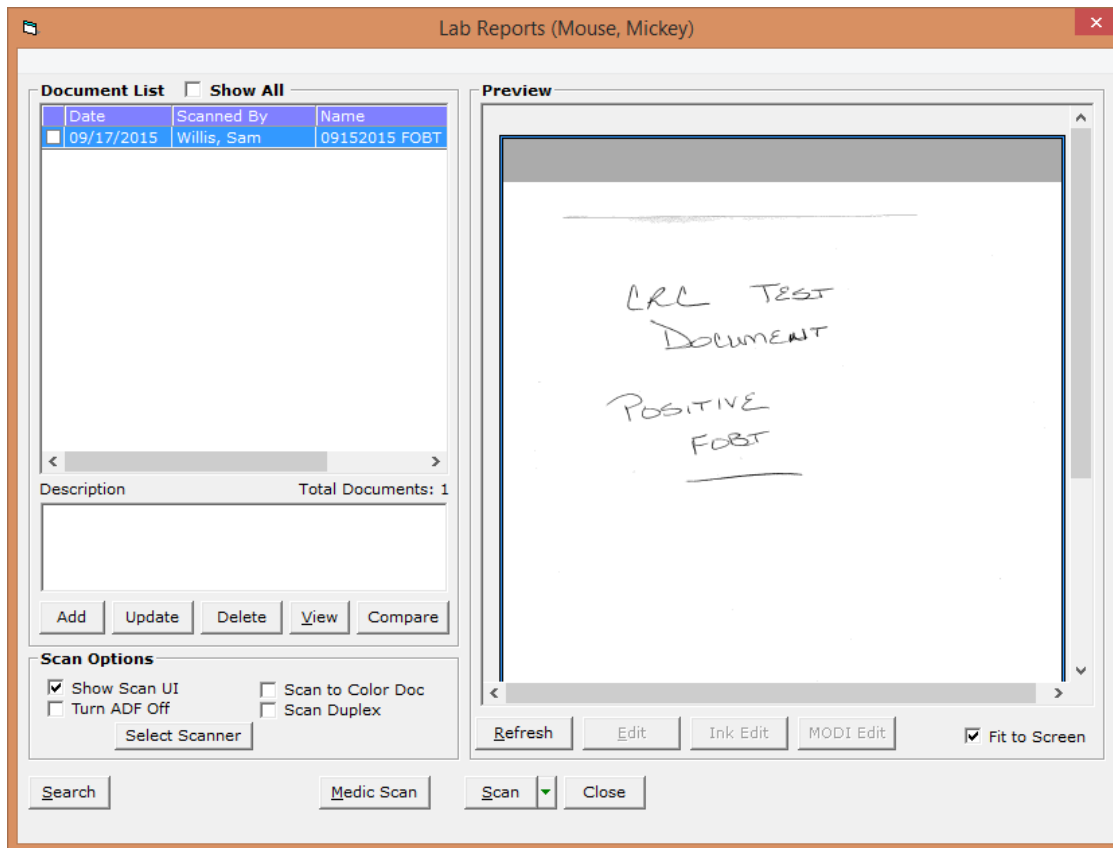 Lab Reports (Mouse, Mickey)
Document List Show All
Date Scanned By Name
09/17/2015 Willis, Sam 09152015 FOBT
Description Total Documents: 1
Add Update Delete View Compare
Scan Options
Show Scan UI Scan to Color Doc
Turn ADF Off Scan Duplex
Select Scanner
Preview
CRC TEST
DOCUMENT
POSITIVE
FOBT
Refresh Edit Ink Edit MODI Edit Fit to Screen
Search Medic Scan Scan Close